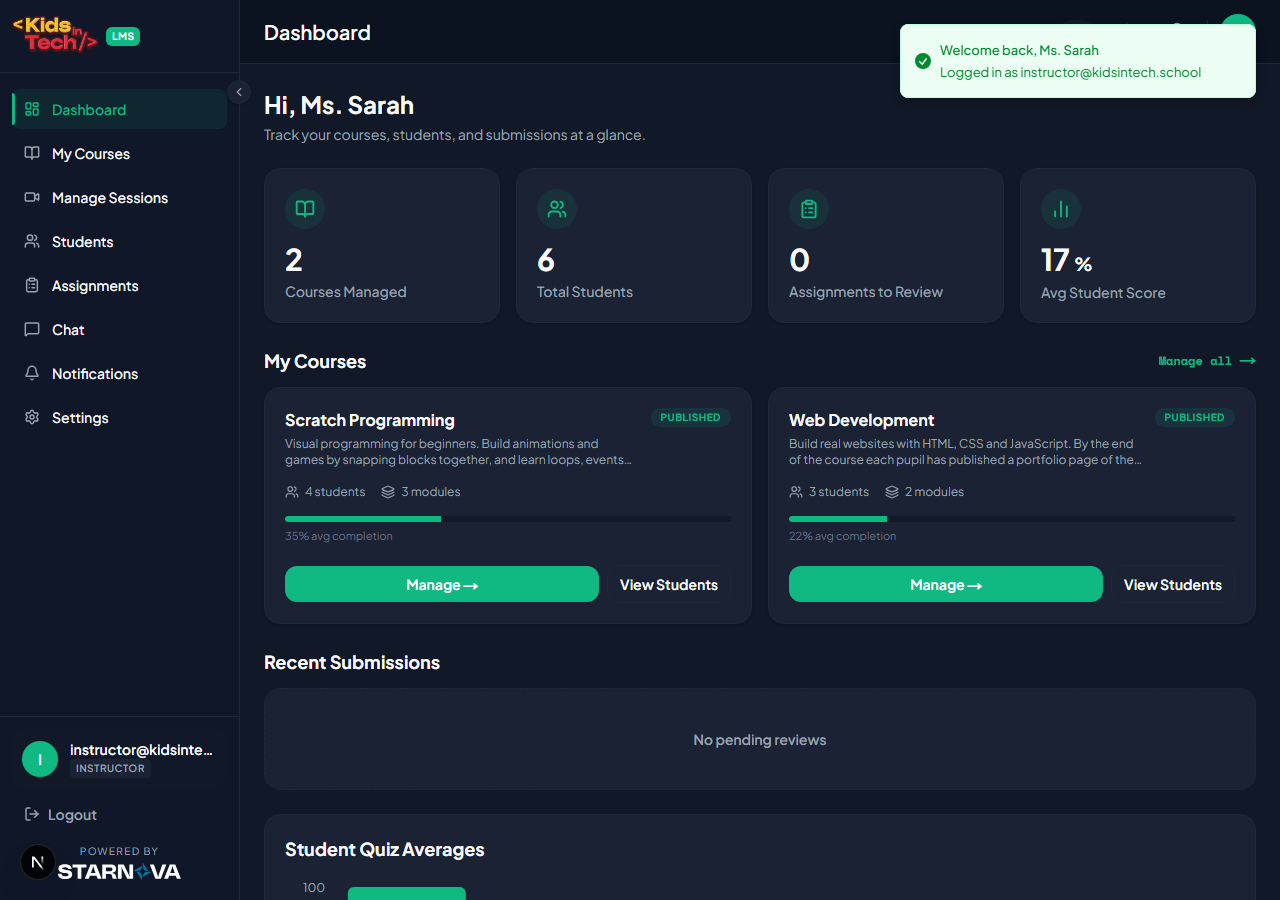 <Kids in
Tech/>
LMS
Dashboard
My Courses
Manage Sessions
Students
Assignments
Chat
Notifications
Settings
instructor@kidsinte...
I
INSTRUCTOR
Logout
N
POWERED BY
STARNOVA
Dashboard
Welcome back, Ms. Sarah
Logged in as instructor@kidsintech.school
Hi, Ms. Sarah
Track your courses, students, and submissions at a glance.
2
Courses Managed
6
Total Students
0
Assignments to Review
17 %
Avg Student Score
My Courses
Manage all →
Scratch Programming
PUBLISHED
Visual programming for beginners. Build animations and
games by snapping blocks together, and learn loops, events...
4 students
3 modules
35% avg completion
Manage →
View Students
Web Development
PUBLISHED
Build real websites with HTML, CSS and JavaScript. By the end
of the course each pupil has published a portfolio page of the...
3 students
2 modules
22% avg completion
Manage →
View Students
Recent Submissions
No pending reviews
Student Quiz Averages
100